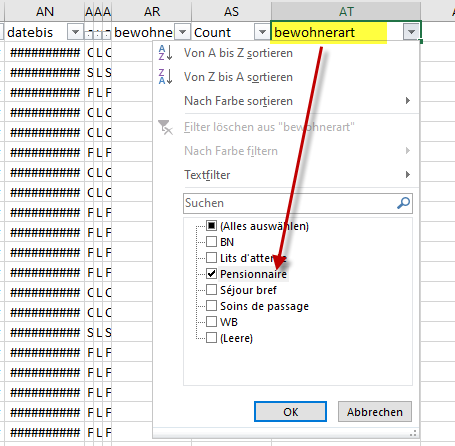 AN A A A AR AS AT A
datebis bewohne Count bewohnerart
########## C L C
########## S L S
########## F L F
########## C L C
########## C L C
########## F L F
########## C L C
########## C L C
########## F L F
########## F L F
########## F L F
########## F L F
########## C L C
########## C L C
########## S L S
########## F L F
########## F L F
########## F L F
########## F L F
########## F L F
Von A bis Z sortieren
Von Z bis A sortieren
Nach Farbe sortieren
Filter löschen aus "bewohnerart"
Nach Farbe filtern
Textfilter
Suchen
(Alles auswählen)
BN
Lits d'attente
Pensionnaire
Séjour bref
Soins de passage
WB
(Leere)
OK Abbrechen